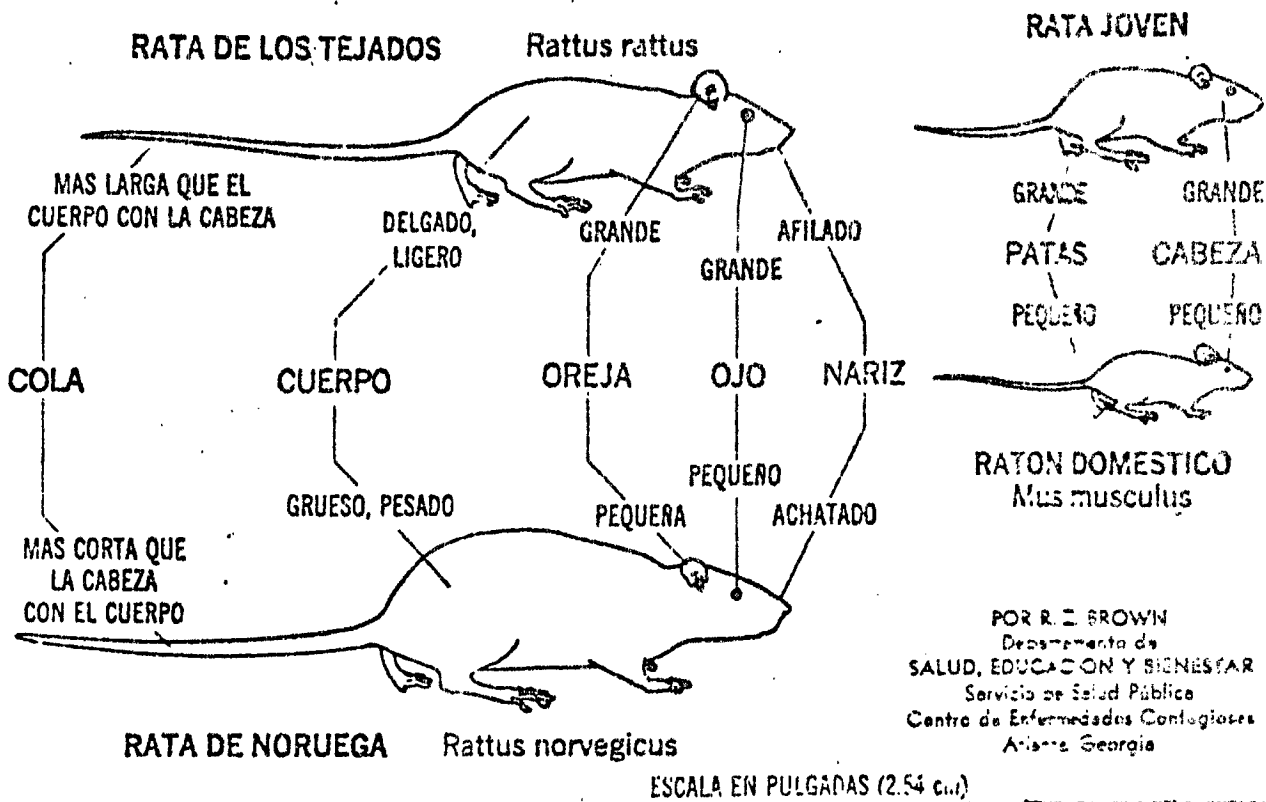 RATA DE LOS TEJADOS Rattus rattus
RATA JOVEN
MAS LARGA QUE EL
CUERPO CON LA CABEZA
DELGADO,
LIGERO
GRANDE
GRANDE
AFILADO
GRANDE
GRANDE
PATAS
CABEZA
PEQUEÑO
PEQUEÑO
COLA
CUERPO
OREJA
OJO
NARIZ
RATON DOMESTICO
Mus musculus
GRUESO, PESADO
PEQUEÑA
PEQUEÑO
ACHATADO
MAS CORTA QUE
LA CABEZA
CON EL CUERPO
RATA DE NORUEGA Rattus norvegicus
POR R. Z. BROWN
Departamento de
SALUD, EDUCACION Y BIENESTAR
Servicio de Salud Pública
Centro de Enfermedades Contagiosas
Atlanta Georgia
ESCALA EN PULGADAS (2.54 cm)